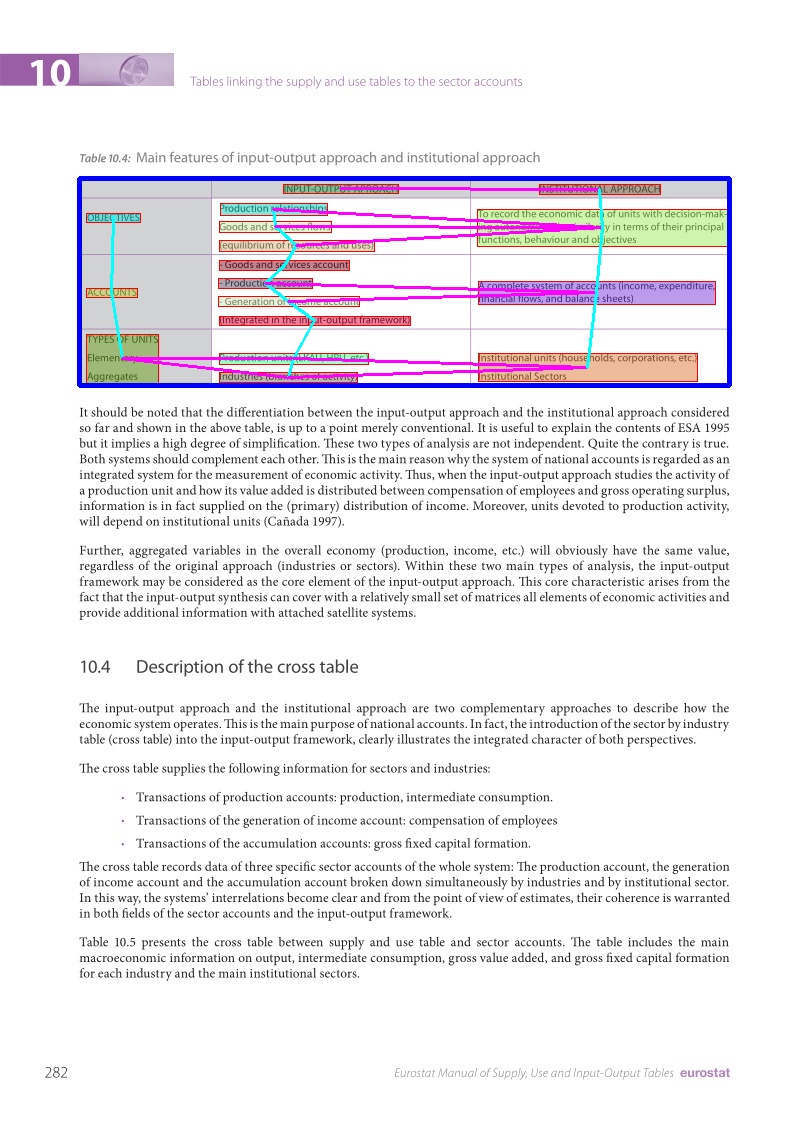 10
Tables linking the supply and use tables to the sector accounts
Table 10.4: Main features of input-output approach and institutional approach
INPUT-OUTPUT APROACH
INSTITUTIONAL APPROACH
OBJECTIVES
Production relationships
Goods and services flows
(equilibrium of resources and uses)
To record the economic data of units with decision-mak-
in terms of their principal
functions, behaviour and objectives
ACCOUNTS
- Goods and services account
- Production account
- Generation of income account
(Integrated in the input-output framework)
A complete system of accounts (income, expenditure,
financial flows, and balance sheets)
TYPES OF UNITS
Elementary
Production units (LKAU, HPU, etc.)
Institutional units (households, corporations, etc.)
Aggregates
Industries (branches of activity)
Institutional Sectors
It should be noted that the differentiation between the input-output approach and the institutional approach considered
so far and shown in the above table, is up to a point merely conventional. It is useful to explain the contents of ESA 1995
but it implies a high degree of simplification. These two types of analysis are not independent. Quite the contrary is true.
Both systems should complement each other. This is the main reason why the system of national accounts is regarded as an
integrated system for the measurement of economic activity. Thus, when the input-output approach studies the activity of
a production unit and how its value added is distributed between compensation of employees and gross operating surplus,
information is in fact supplied on the (primary) distribution of income. Moreover, units devoted to production activity,
will depend on institutional units (Cañada 1997).
Further, aggregated variables in the overall economy (production, income, etc.) will obviously have the same value,
regardless of the original approach (industries or sectors). Within these two main types of analysis, the input-output
framework may be considered as the core element of the input-output approach. This core characteristic arises from the
fact that the input-output synthesis can cover with a relatively small set of matrices all elements of economic activities and
provide additional information with attached satellite systems.
10.4 Description of the cross table
The input-output approach and the institutional approach are two complementary approaches to describe how the
economic system operates. This is the main purpose of national accounts. In fact, the introduction of the sector by industry
table (cross table) into the input-output framework, clearly illustrates the integrated character of both perspectives.
The cross table supplies the following information for sectors and industries:
• Transactions of production accounts: production, intermediate consumption.
• Transactions of the generation of income account: compensation of employees
• Transactions of the accumulation accounts: gross fixed capital formation.
The cross table records data of three specific sector accounts of the whole system: The production account, the generation
of income account and the accumulation account broken down simultaneously by industries and by institutional sector.
In this way, the systems' interrelations become clear and from the point of view of estimates, their coherence is warranted
in both fields of the sector accounts and the input-output framework.
Table 10.5 presents the cross table between supply and use table and sector accounts. The table includes the main
macroeconomic information on output, intermediate consumption, gross value added, and gross fixed capital formation
for each industry and the main institutional sectors.
282
Eurostat Manual of Supply, Use and Input-Output Tables eurostat